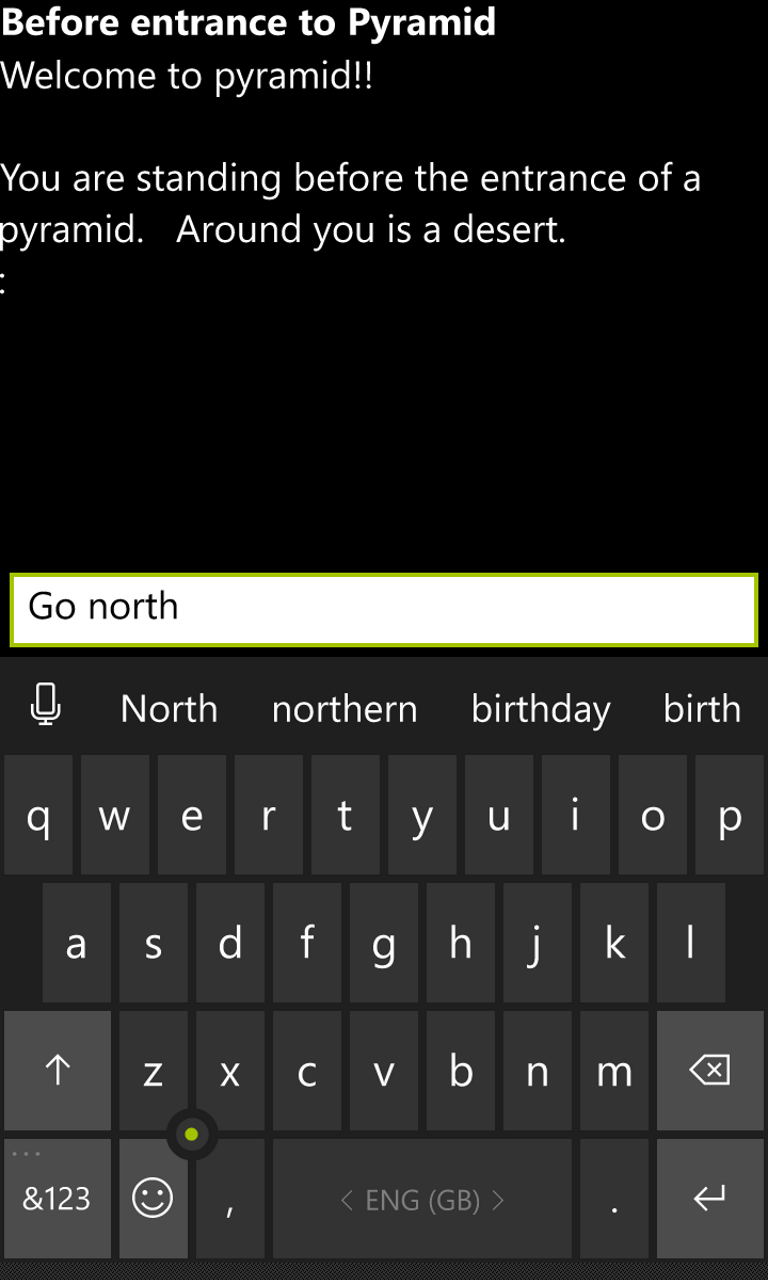 Before entrance to Pyramid
Welcome to pyramid!!
You are standing before the entrance of a
pyramid.   Around you is a desert.
:
Go north
North northern birthday birth
q w e r t y u i o p
a s d f g h j k l
z x c v b n m
&123 , < ENG (GB) > .